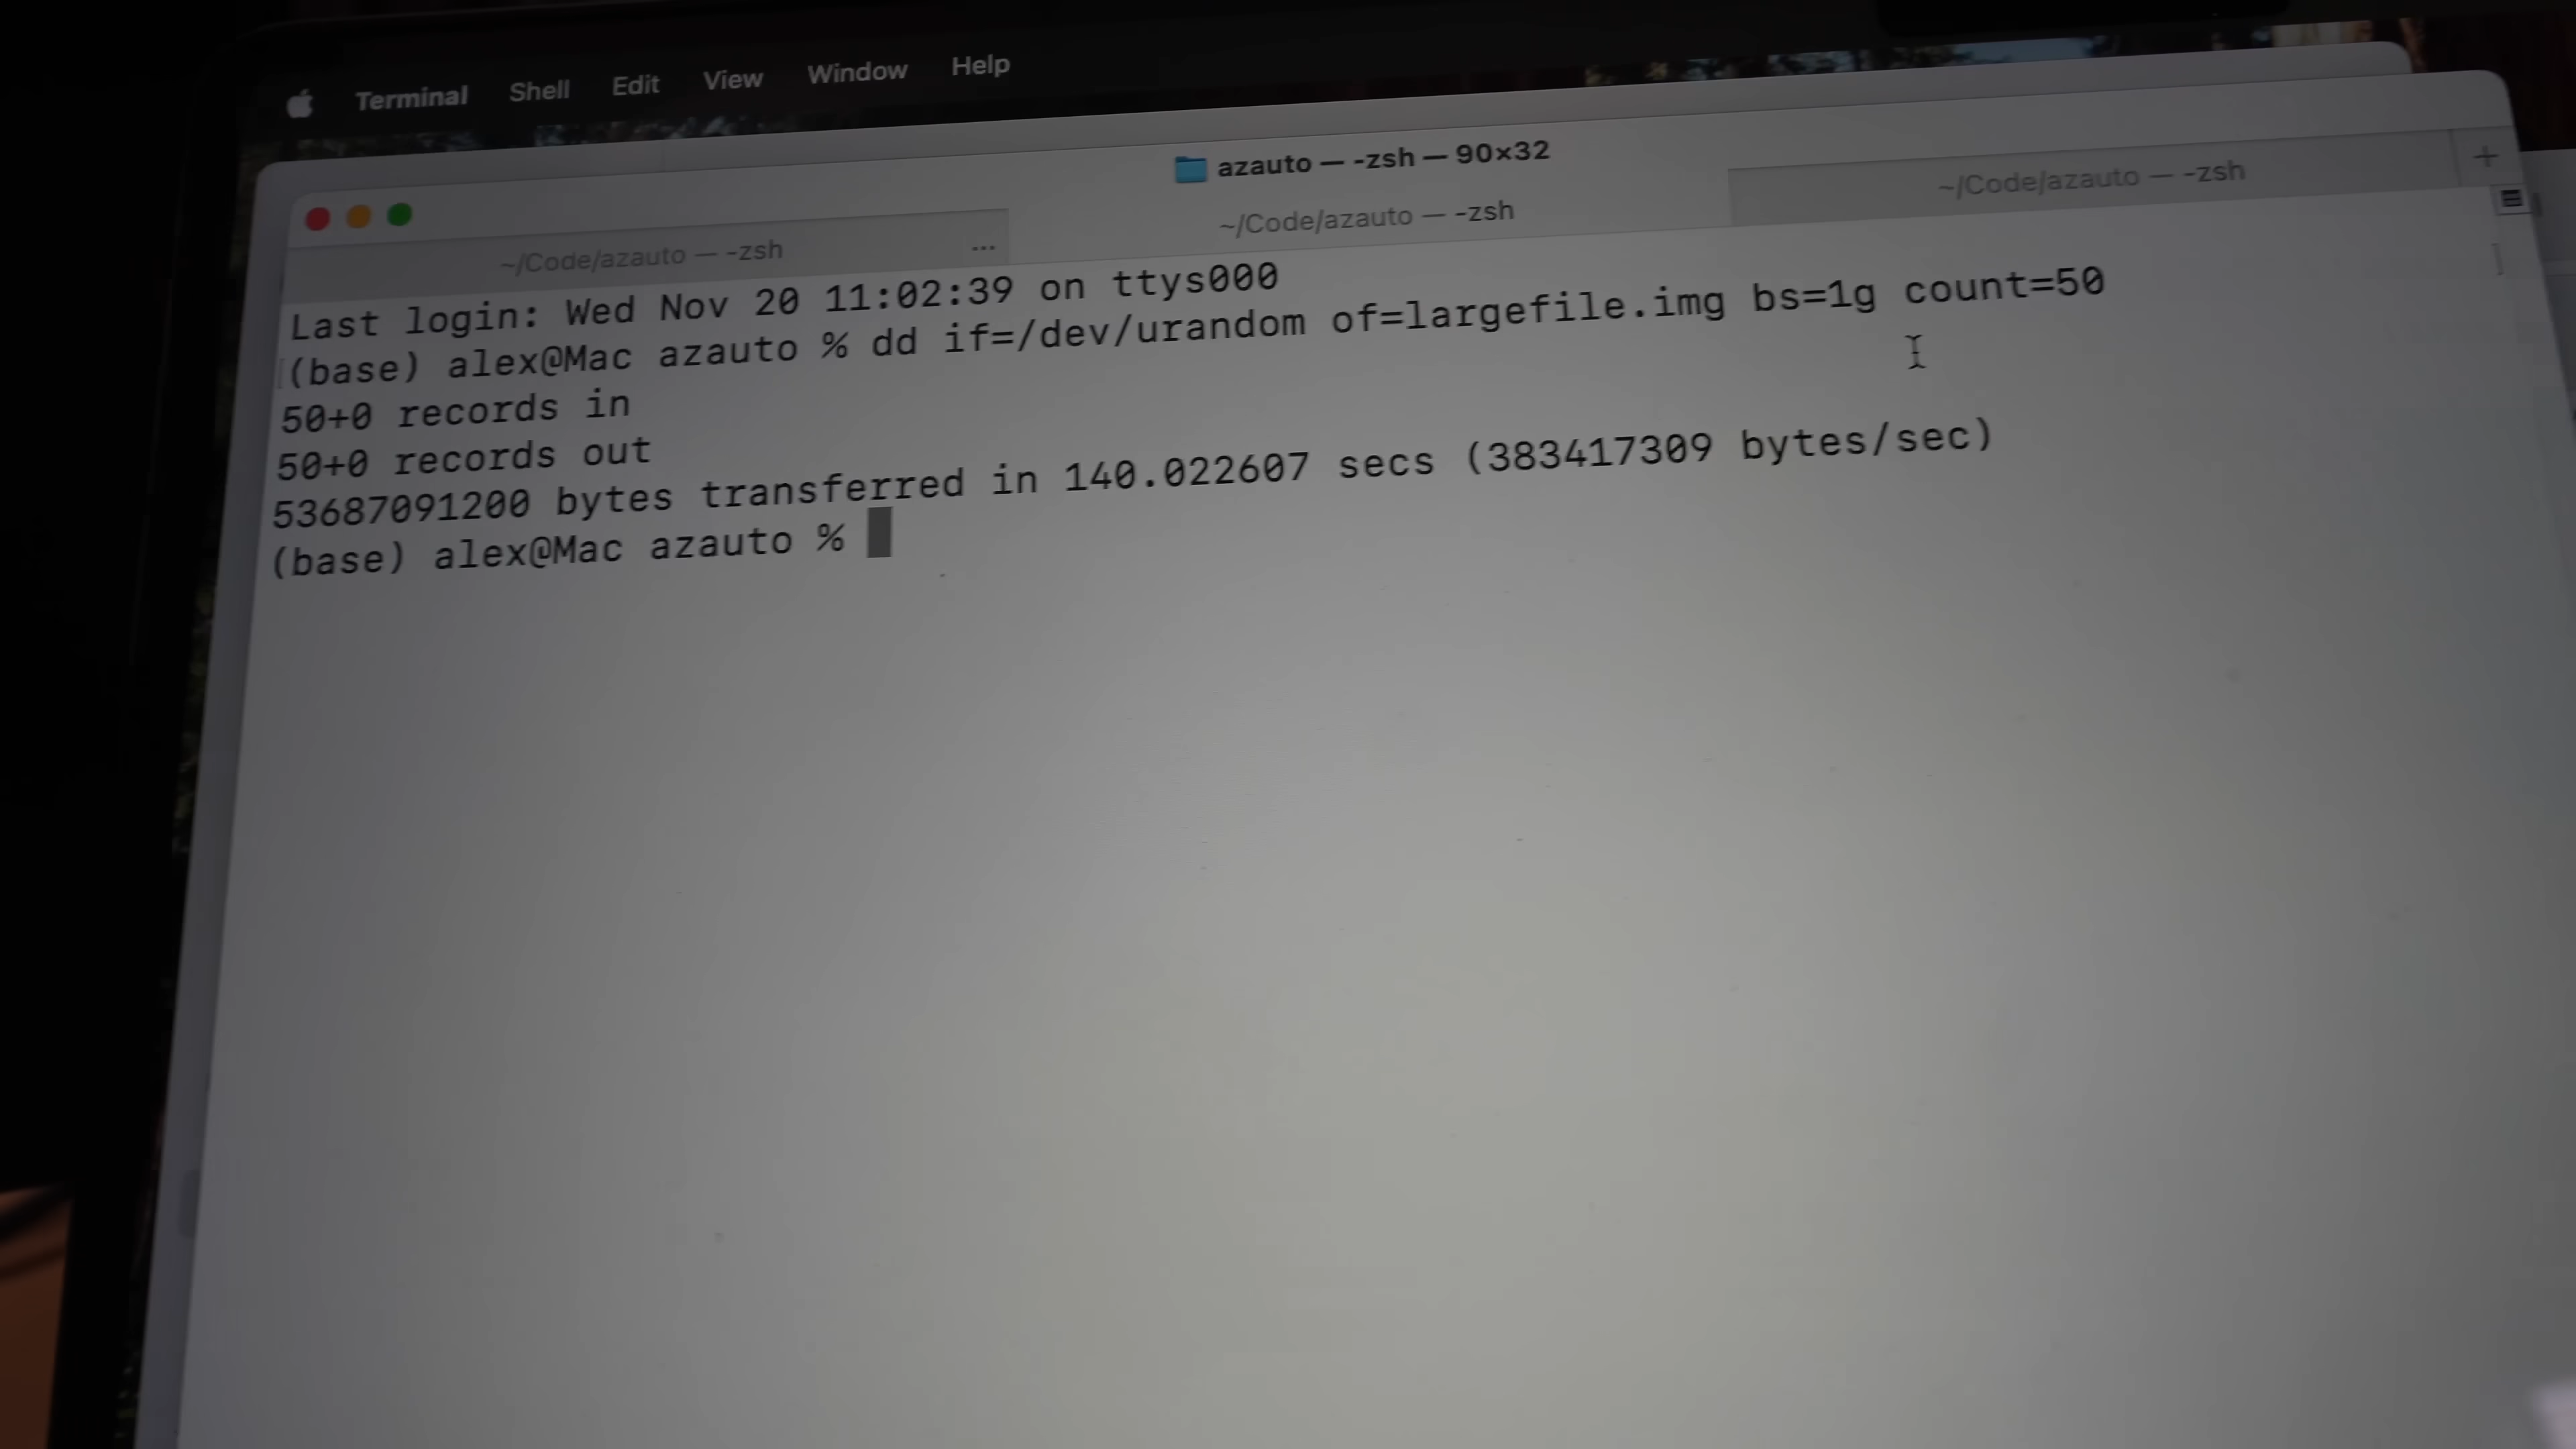 Terminal Shell Edit View Window Help
azauto — -zsh — 90×32
~/Code/azauto — -zsh ... ~/Code/azauto — -zsh ~/Code/azauto — -zsh +
Last login: Wed Nov 20 11:02:39 on ttys000
(base) alex@Mac azauto % dd if=/dev/urandom of=largefile.img bs=1g count=50
50+0 records in
50+0 records out
53687091200 bytes transferred in 140.022607 secs (383417309 bytes/sec)
(base) alex@Mac azauto %